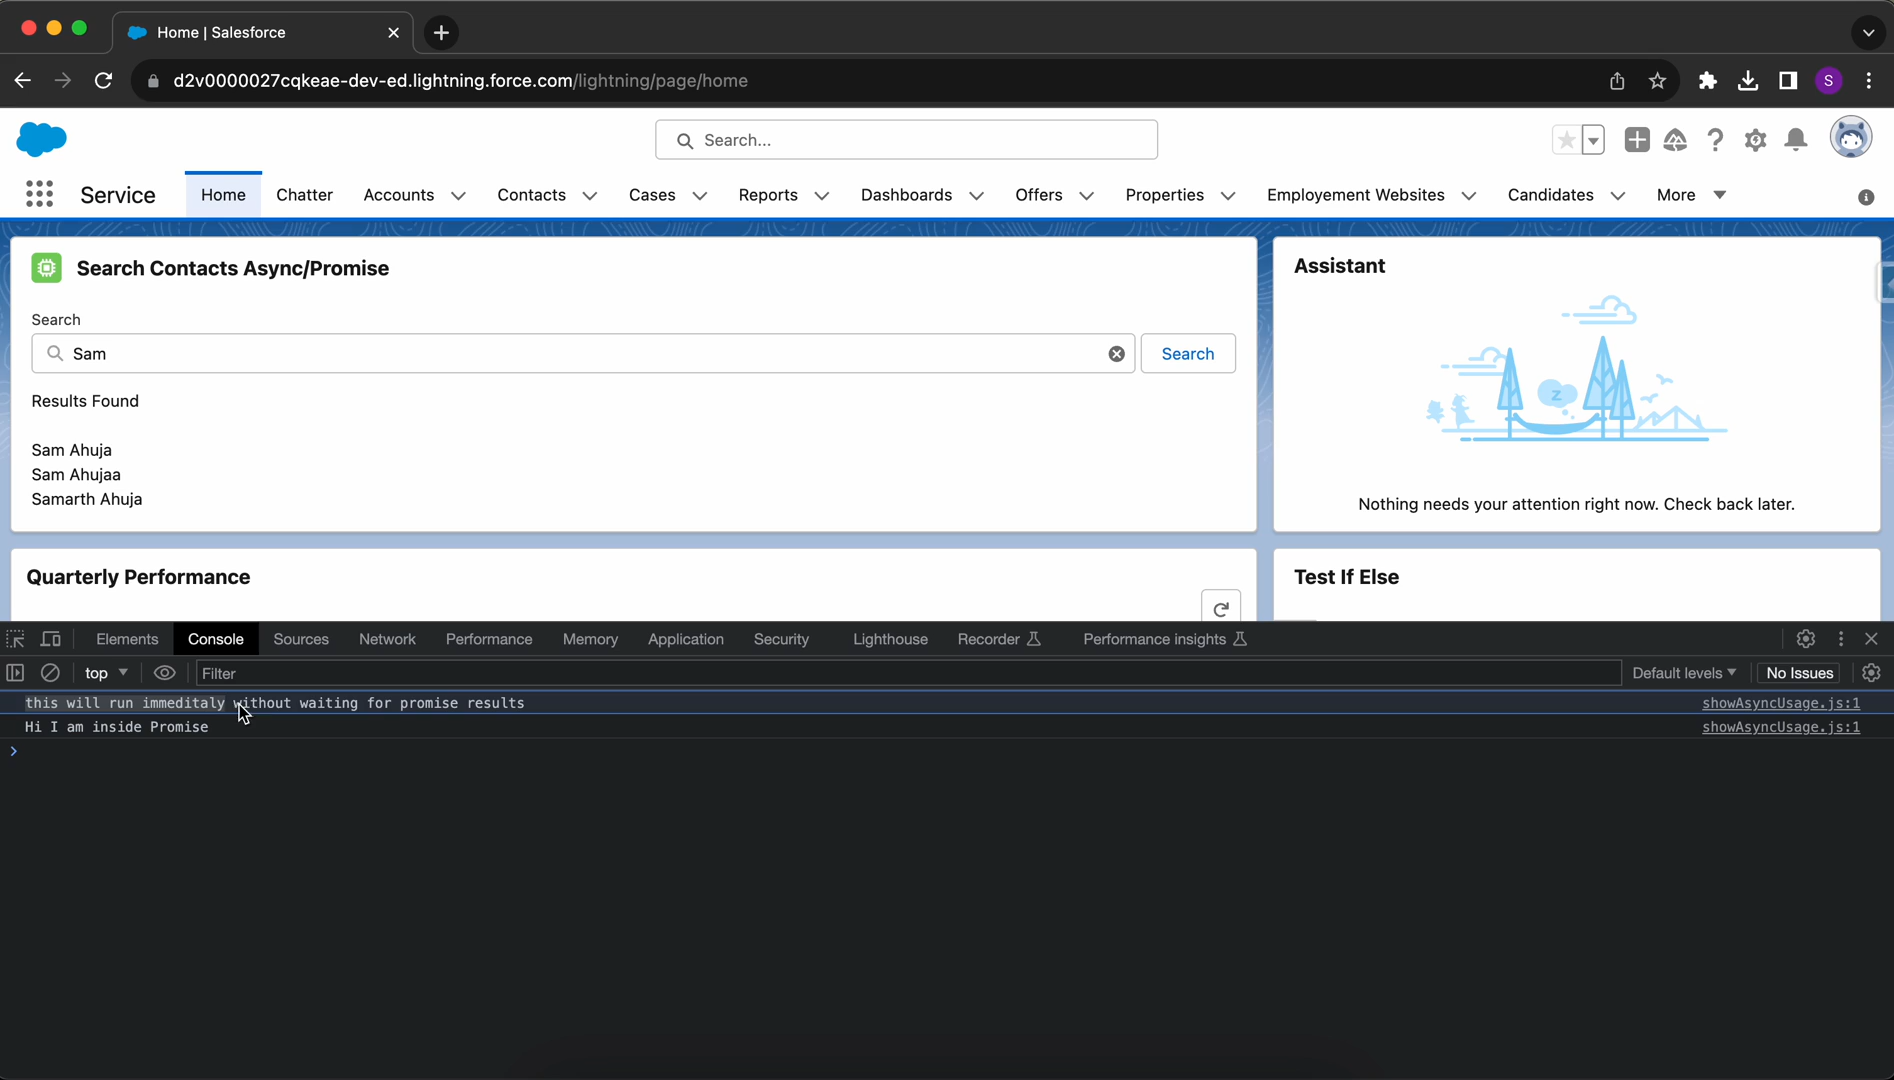 Home | Salesforce
d2v0000027cqkeae-dev-ed.lightning.force.com/lightning/page/home
S
Search...
Service Home Chatter Accounts Contacts Cases Reports Dashboards Offers Properties Employement Websites Candidates More
Search Contacts Async/Promise
Search
Sam
Search
Results Found
Sam Ahuja
Sam Ahujaa
Samarth Ahuja
Assistant
z
Nothing needs your attention right now. Check back later.
Quarterly Performance
Test If Else
Elements Console Sources Network Performance Memory Application Security Lighthouse Recorder Performance insights
top Filter Default levels No Issues
this will run immeditaly without waiting for promise results showAsyncUsage.js:1
Hi I am inside Promise showAsyncUsage.js:1